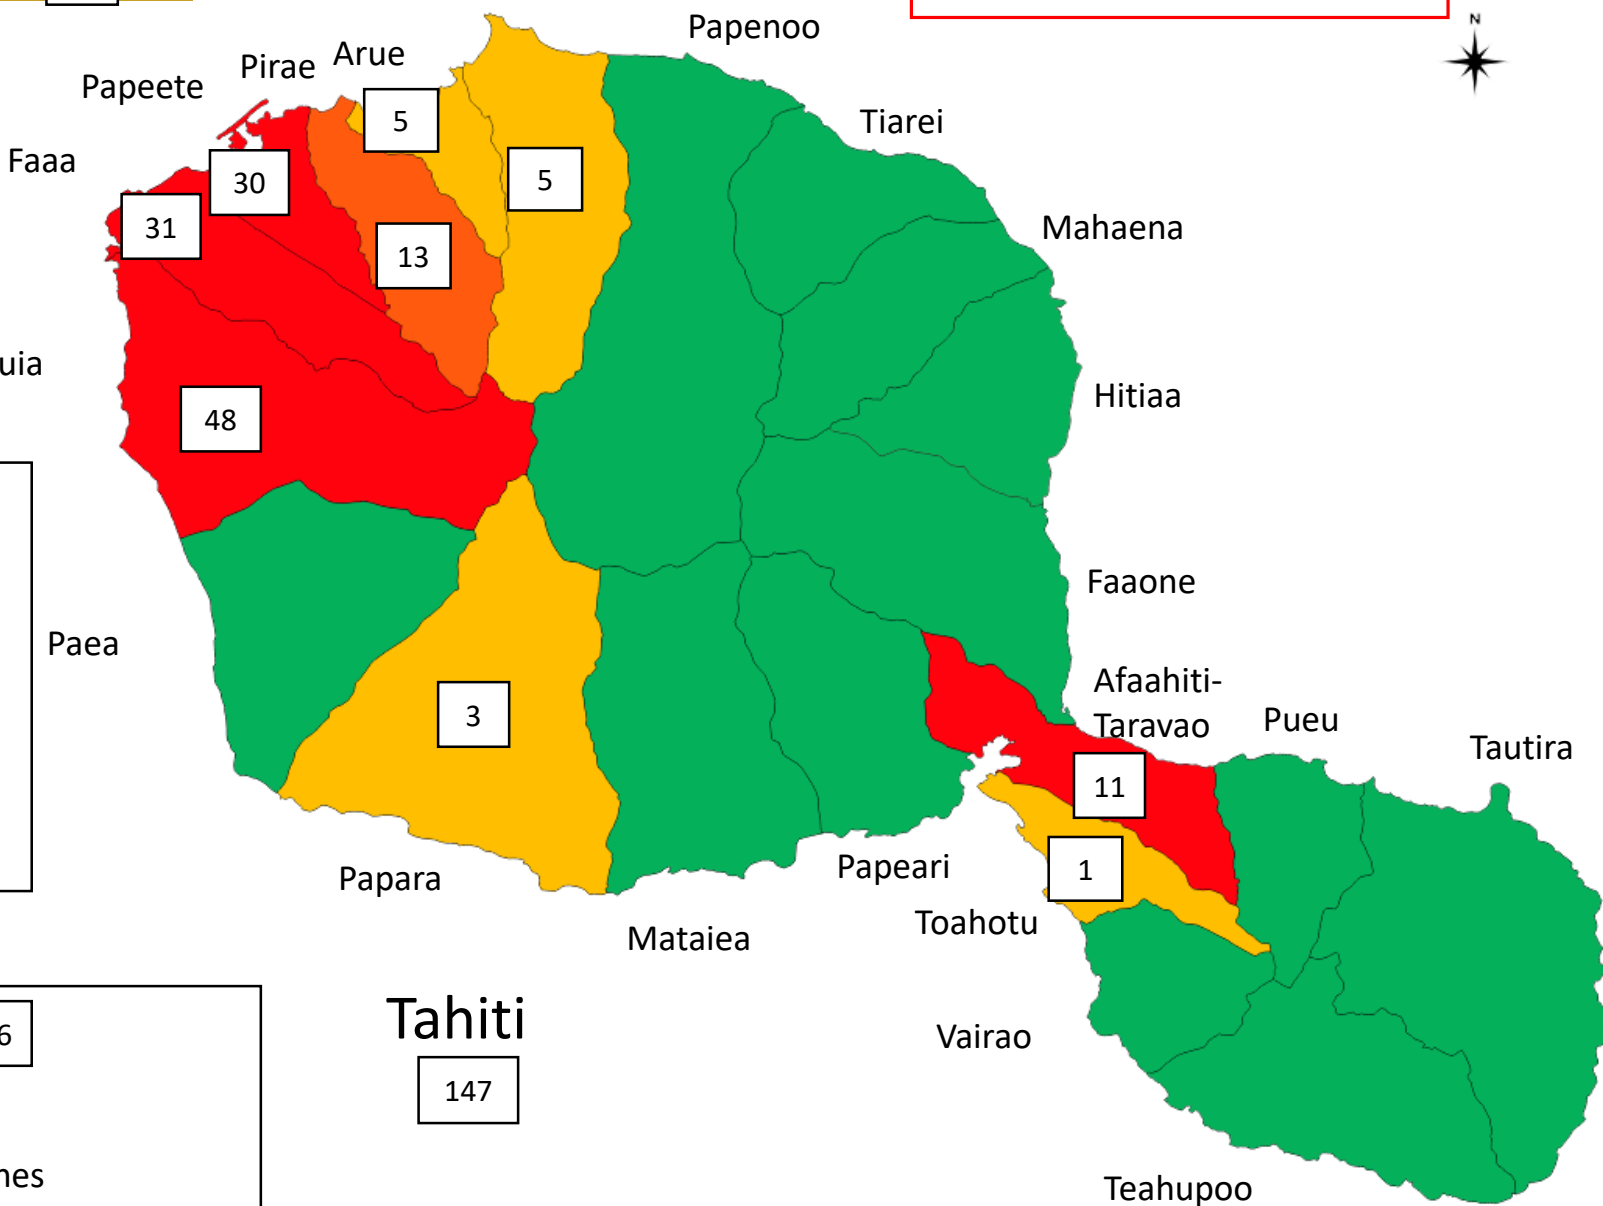 N
Papenoo
Arue
Pirae
Papeete
5
Tiarei
Faaa
30
5
31
Mahaena
13
uia
Hitiaa
48
Faaone
Paea
Afaahiti-
Taravao
3
Pueu
Tautira
11
Papara
Papeari
1
Toahotu
Mataiea
Tahiti
6
Vairao
147
nes
Teahupoo